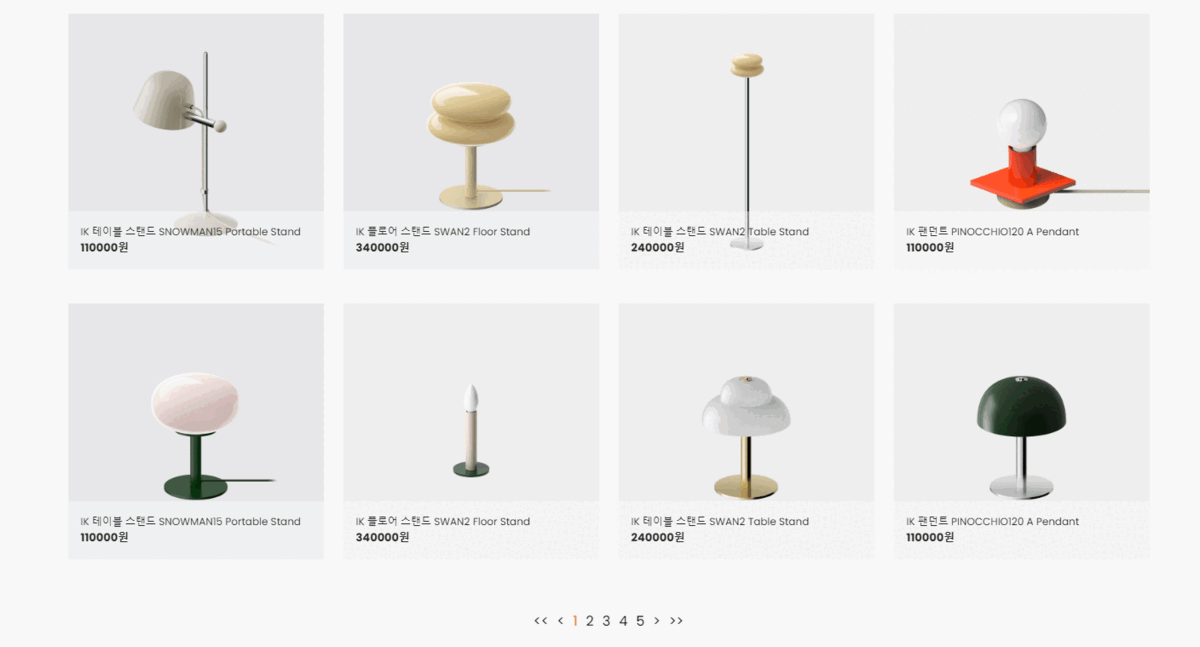 IK 테이블 스탠드 SNOWMAN15 Portable Stand
110000원
IK 플로어 스탠드 SWAN2 Floor Stand
340000원
IK 테이블 스탠드 SWAN2 Table Stand
240000원
IK 팬던트 PINOCCHIO120 A Pendant
110000원
IK 테이블 스탠드 SNOWMAN15 Portable Stand
110000원
IK 플로어 스탠드 SWAN2 Floor Stand
340000원
IK 테이블 스탠드 SWAN2 Table Stand
240000원
IK 팬던트 PINOCCHIO120 A Pendant
110000원
<< < 1 2 3 4 5 > >>